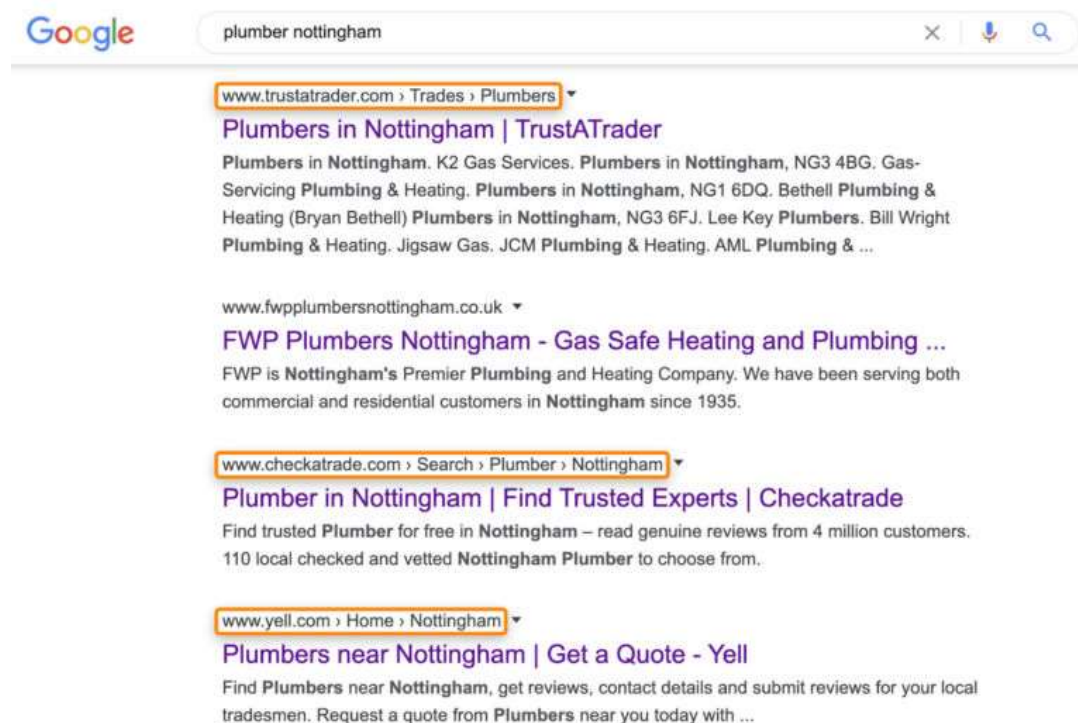 Google
plumber nottingham
www.trustatrader.com › Trades › Plumbers
Plumbers in Nottingham | TrustATrader
Plumbers in Nottingham. K2 Gas Services. Plumbers in Nottingham, NG3 4BG. Gas-
Servicing Plumbing & Heating. Plumbers in Nottingham, NG1 6DQ. Bethell Plumbing &
Heating (Bryan Bethell) Plumbers in Nottingham, NG3 6FJ. Lee Key Plumbers. Bill Wright
Plumbing & Heating. Jigsaw Gas. JCM Plumbing & Heating. AML Plumbing & ...
www.fwpplumbersnottingham.co.uk
FWP Plumbers Nottingham - Gas Safe Heating and Plumbing ...
FWP is Nottingham's Premier Plumbing and Heating Company. We have been serving both
commercial and residential customers in Nottingham since 1935.
www.checkatrade.com › Search › Plumber › Nottingham
Plumber in Nottingham | Find Trusted Experts | Checkatrade
Find trusted Plumber for free in Nottingham – read genuine reviews from 4 million customers.
110 local checked and vetted Nottingham Plumber to choose from.
www.yell.com › Home › Nottingham
Plumbers near Nottingham | Get a Quote - Yell
Find Plumbers near Nottingham, get reviews, contact details and submit reviews for your local
tradesmen. Request a quote from Plumbers near you today with ...